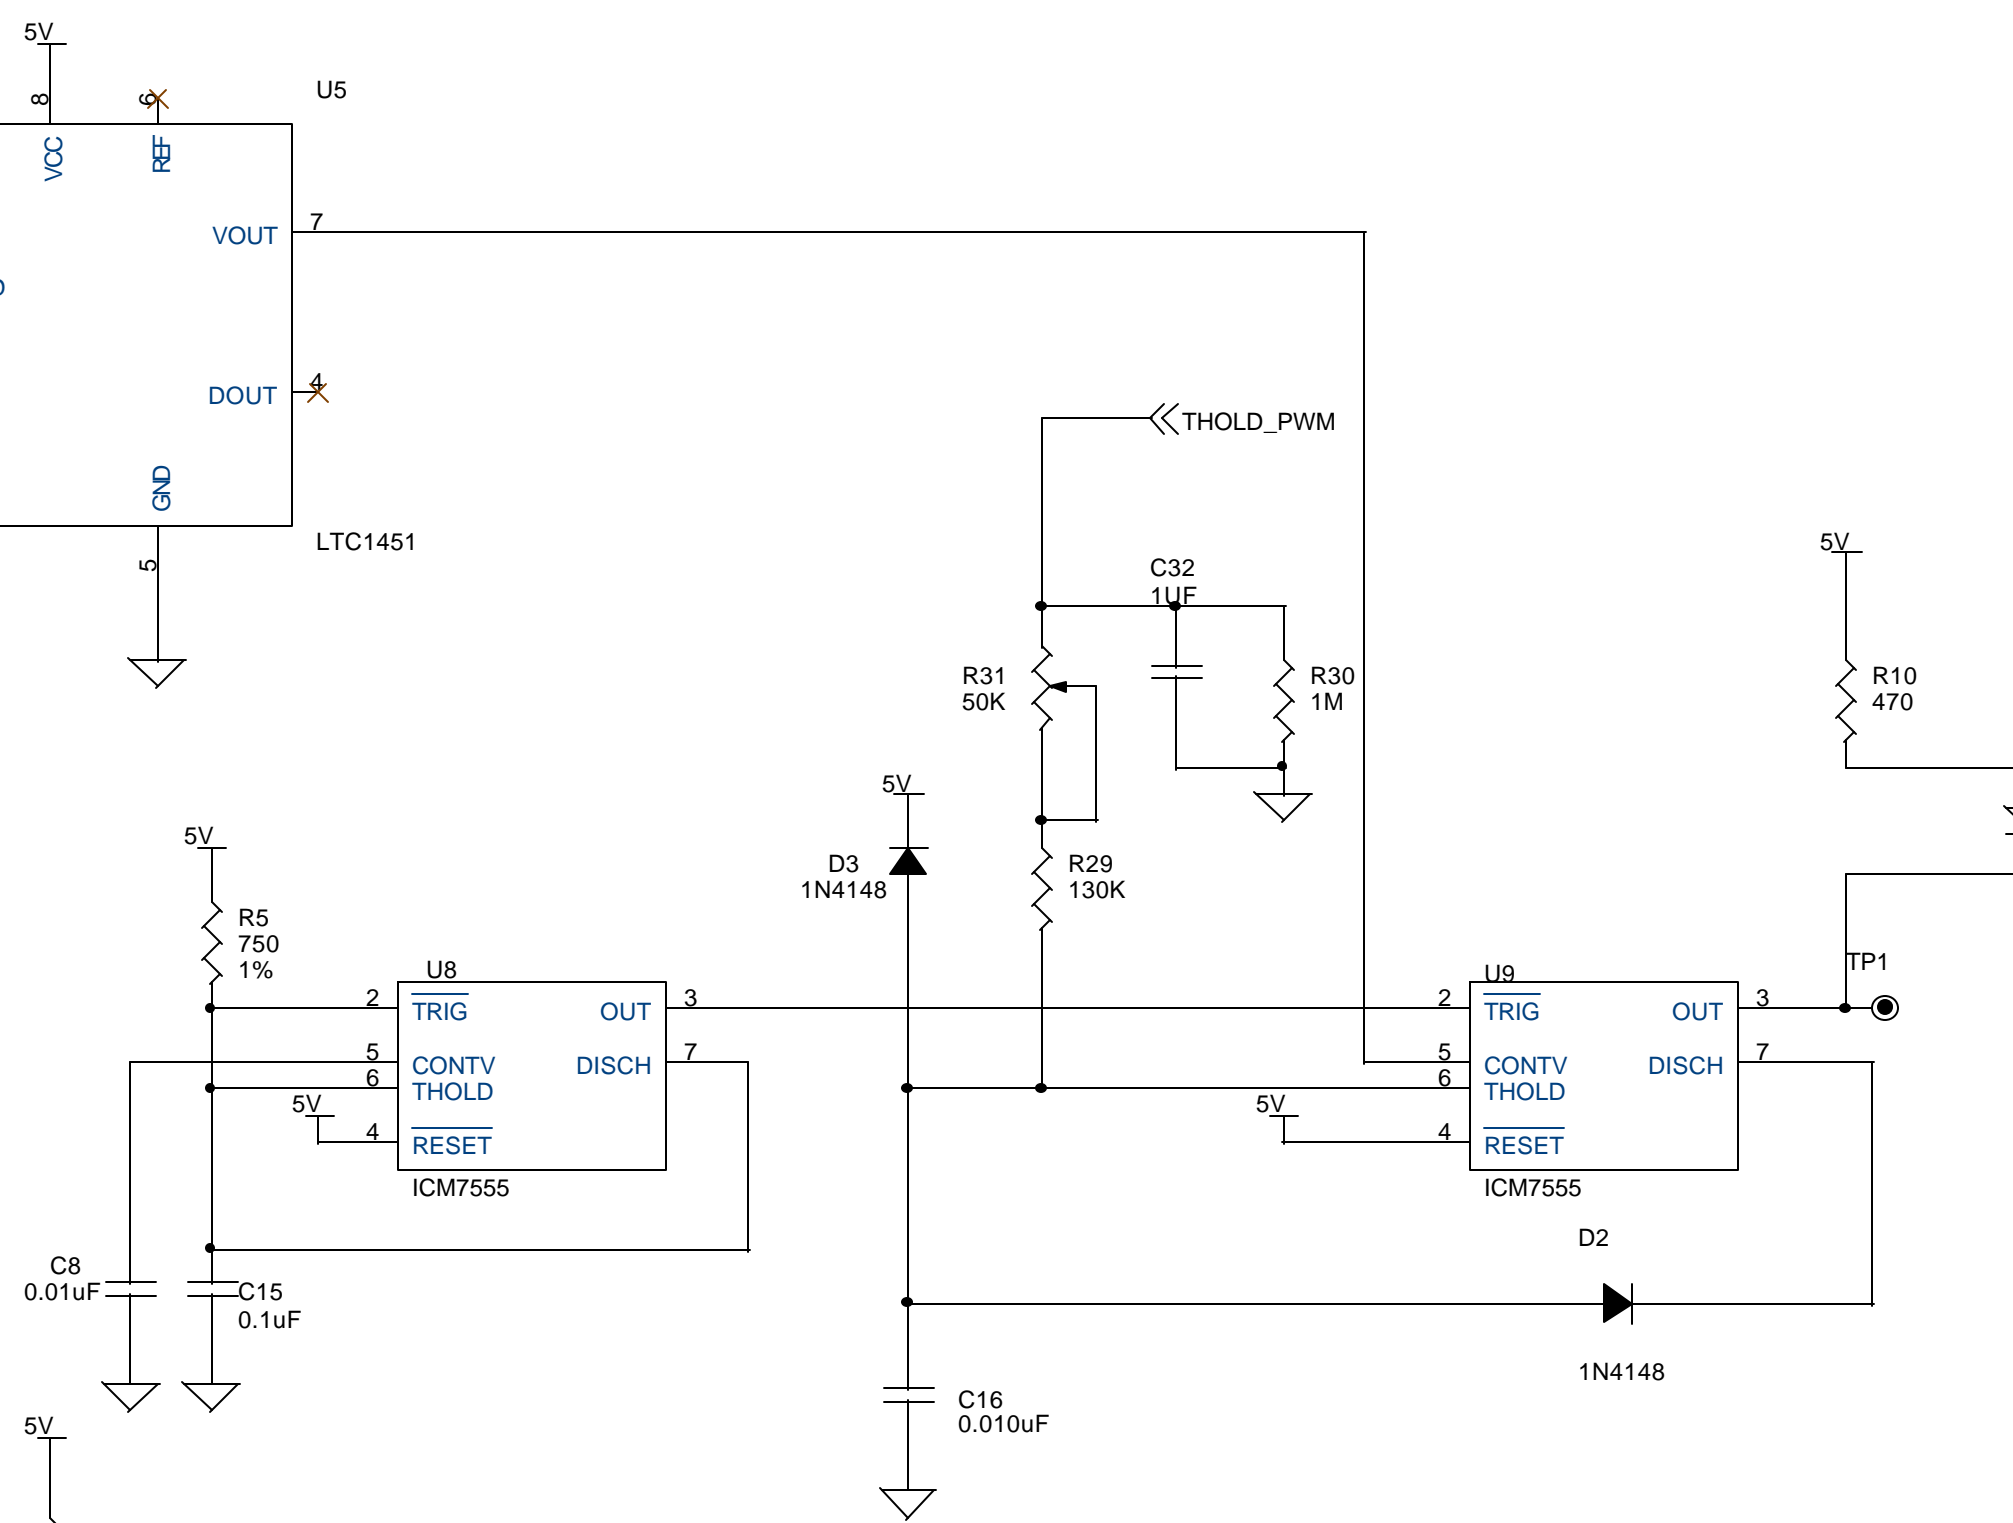 5V
U5
8
6
VCC
REF
7
VOUT
4
DOUT
THOLD_PWM
GND
LTC1451
5
5V
C32
1UF
R31
50K
R30
1M
R10
470
5V
5V
D3
1N4148
R29
130K
R5
750
1%
TP1
U8
U9
2
TRIG
OUT
3
2
TRIG
OUT
3
5
CONTV
DISCH
7
5
CONTV
DISCH
7
6
THOLD
6
THOLD
5V
5V
4
RESET
4
RESET
ICM7555
ICM7555
D2
C8
0.01uF
C15
0.1uF
1N4148
C16
0.010uF
5V